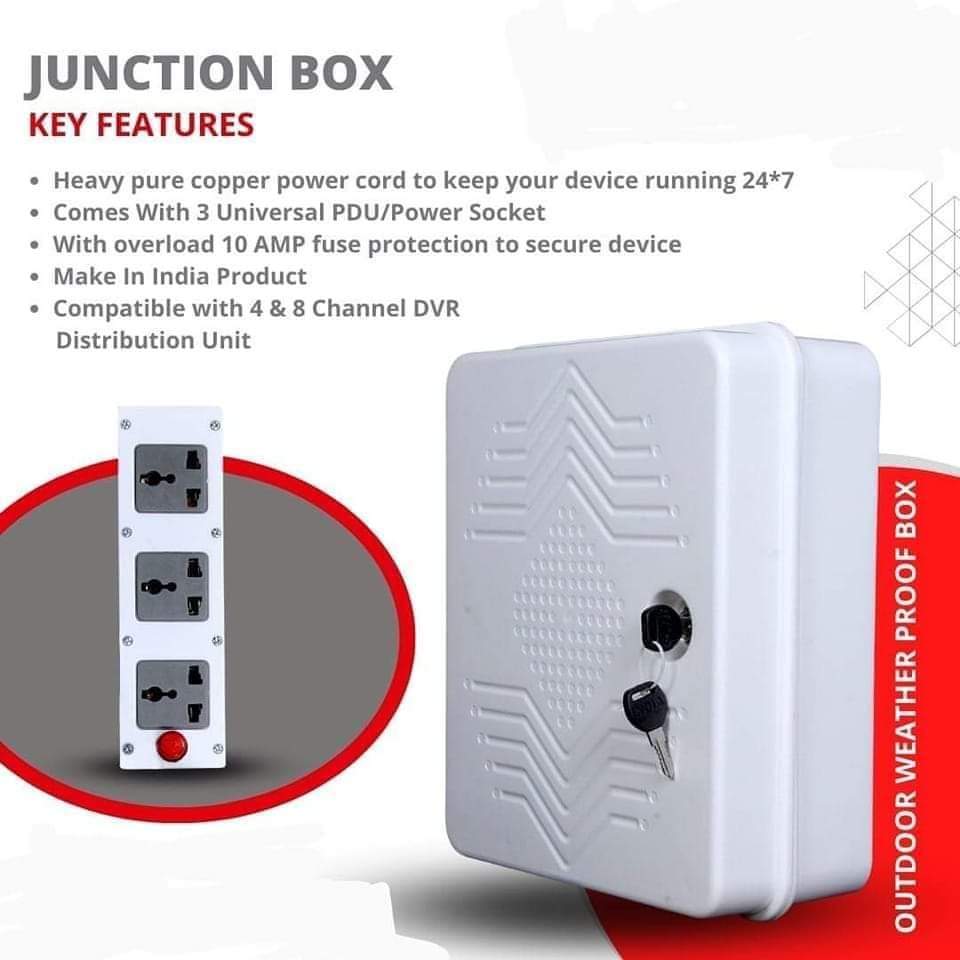 JUNCTION BOX
KEY FEATURES
• Heavy pure copper power cord to keep your device running 24*7
• Comes With 3 Universal PDU/Power Socket
• With overload 10 AMP fuse protection to secure device
• Make In India Product
• Compatible with 4 & 8 Channel DVR
Distribution Unit
OUTDOOR WEATHER PROOF BOX